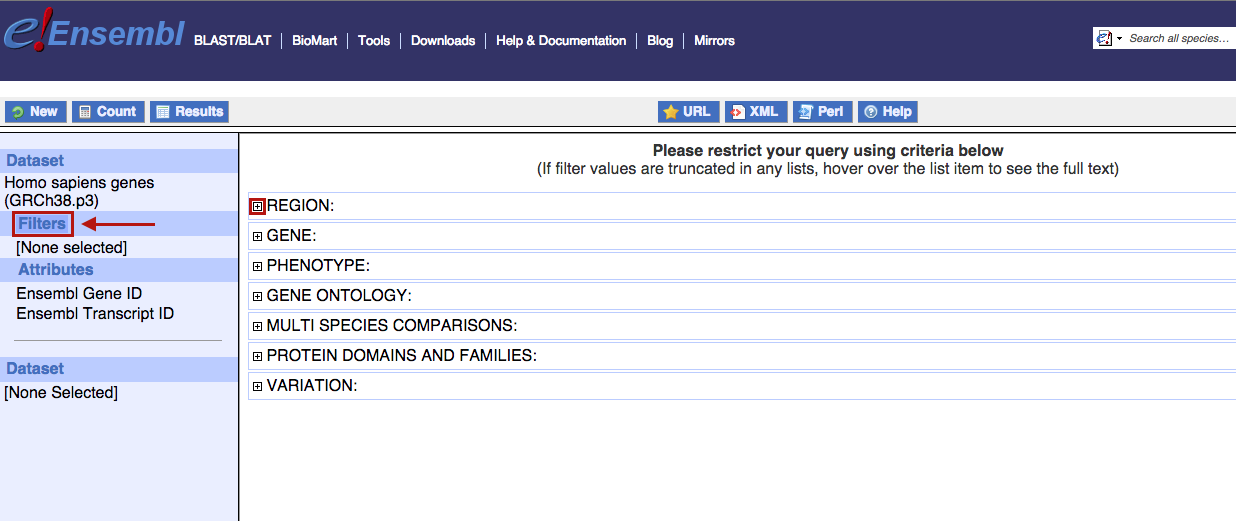 e!Ensembl
BLAST/BLAT
BioMart
Tools
Downloads
Help & Documentation
Blog
Mirrors
e! Search all species...
New
Count
Results
URL
XML
Perl
Help
Dataset
Homo sapiens genes
(GRCh38.p3)
Filters
[None selected]
Attributes
Ensembl Gene ID
Ensembl Transcript ID
Dataset
[None Selected]
Please restrict your query using criteria below
(If filter values are truncated in any lists, hover over the list item to see the full text)
REGION:
GENE:
PHENOTYPE:
GENE ONTOLOGY:
MULTI SPECIES COMPARISONS:
PROTEIN DOMAINS AND FAMILIES:
VARIATION: